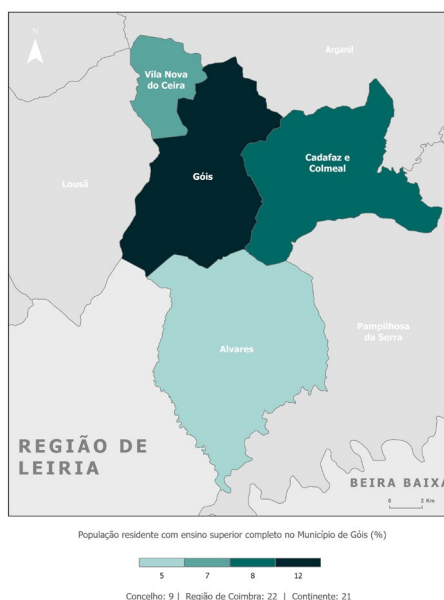 N
Arganil
Vila Nova
do Ceira
Cadafaz e
Colmeal
Góis
Lousã
Pampilhosa
da Serra
Alvares
REGIÃO DE
LEIRIA
BEIRA BAIXA
0 2 Km
População residente com ensino superior completo no Município de Góis (%)
5 7 8 12
Concelho: 9 | Região de Coimbra: 22 | Continente: 21